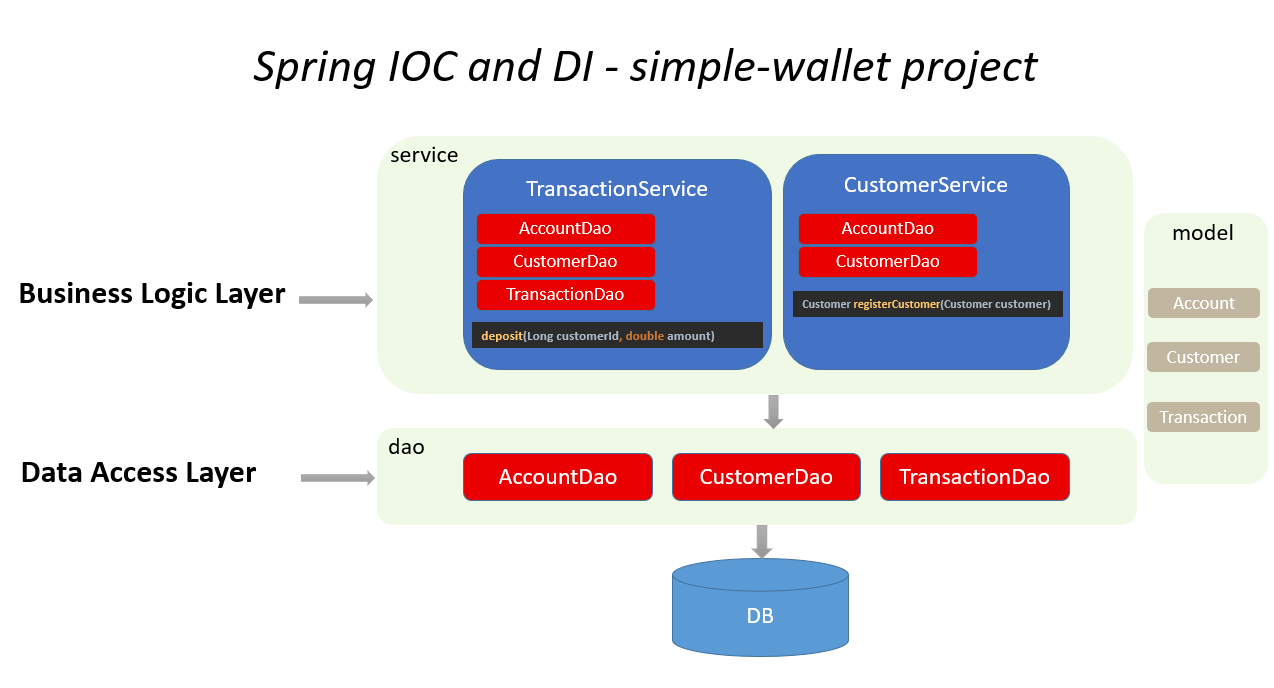 Spring IOC and DI - simple-wallet project
service
TransactionService
AccountDao
CustomerDao
TransactionDao
deposit(Long customerId, double amount)
CustomerService
AccountDao
CustomerDao
Customer registerCustomer(Customer customer)
model
Account
Customer
Transaction
Business Logic Layer
Data Access Layer
dao
AccountDao
CustomerDao
TransactionDao
DB